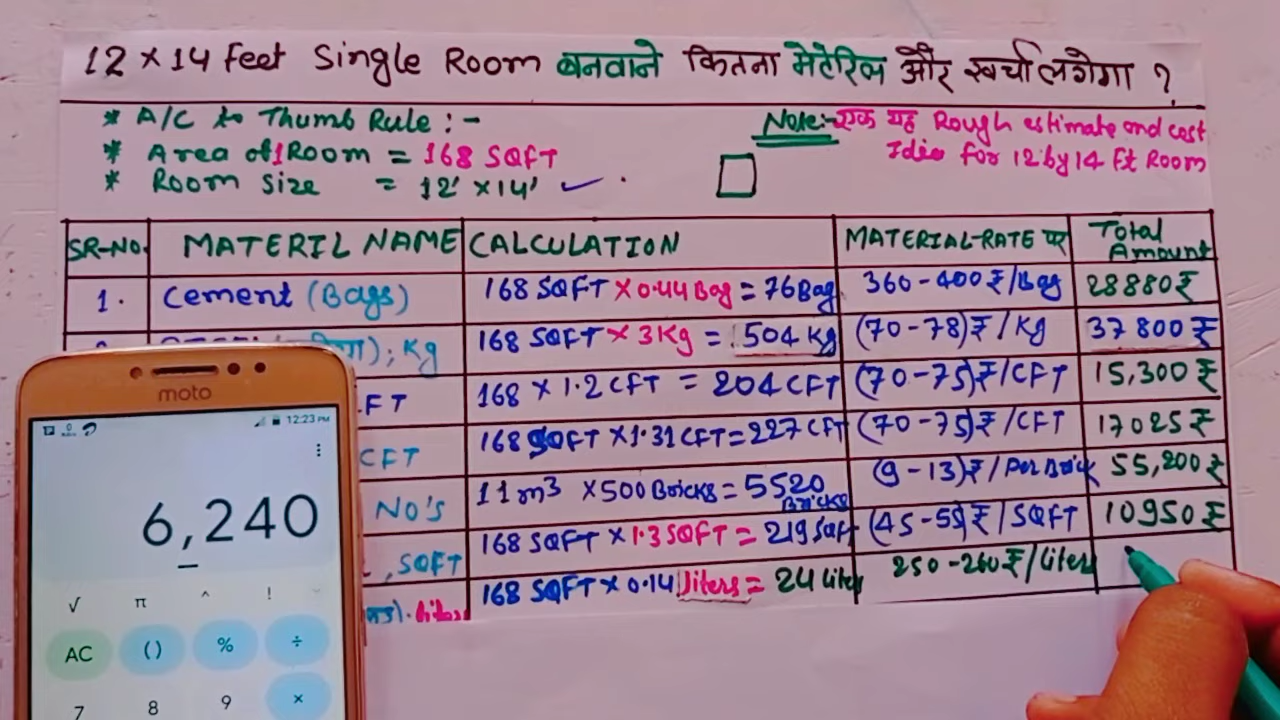 12 × 14 Feet Single Room बनवाने कितना मेटेरिल और खर्चा लगेगा ?
* A/C to Thumb Rule :-
* Area of 1 Room = 168 SQFT
* Room Size = 12' × 14' ✓ .
Note:- एक यह Rough estimate and cost
Idea for 12 by 14 Ft Room
SR-NO. MATERIL NAME CALCULATION MATERIAL-RATE पर Total Amount
1. Cement (Bags) 168 SQFT × 0.44 Bag = 76 Bag 360-400₹/Bag 28880₹
; Kg 168 SQFT × 3 Kg = 504 Kg (70-78)₹/Kg 37800₹
FT 168 × 1.2 CFT = 204 CFT (70-75)₹/CFT 15,300₹
CFT 168 SQFT × 1.31 CFT = 227 CFT (70-75)₹/CFT 17025₹
NO'S 11m³ × 500 Bricks = 5520 Bricks (9-13)₹/Per Brick 55,200₹
, SQFT 168 SQFT × 1.3 SQFT = 219 Sqft (45-55)₹/SQFT 10950₹
168 SQFT × 0.14 liters = 24 liter 250-260₹/liters
moto
12:23 PM
6,240
√ π ^ !
AC () % ÷
7 8 9 ×